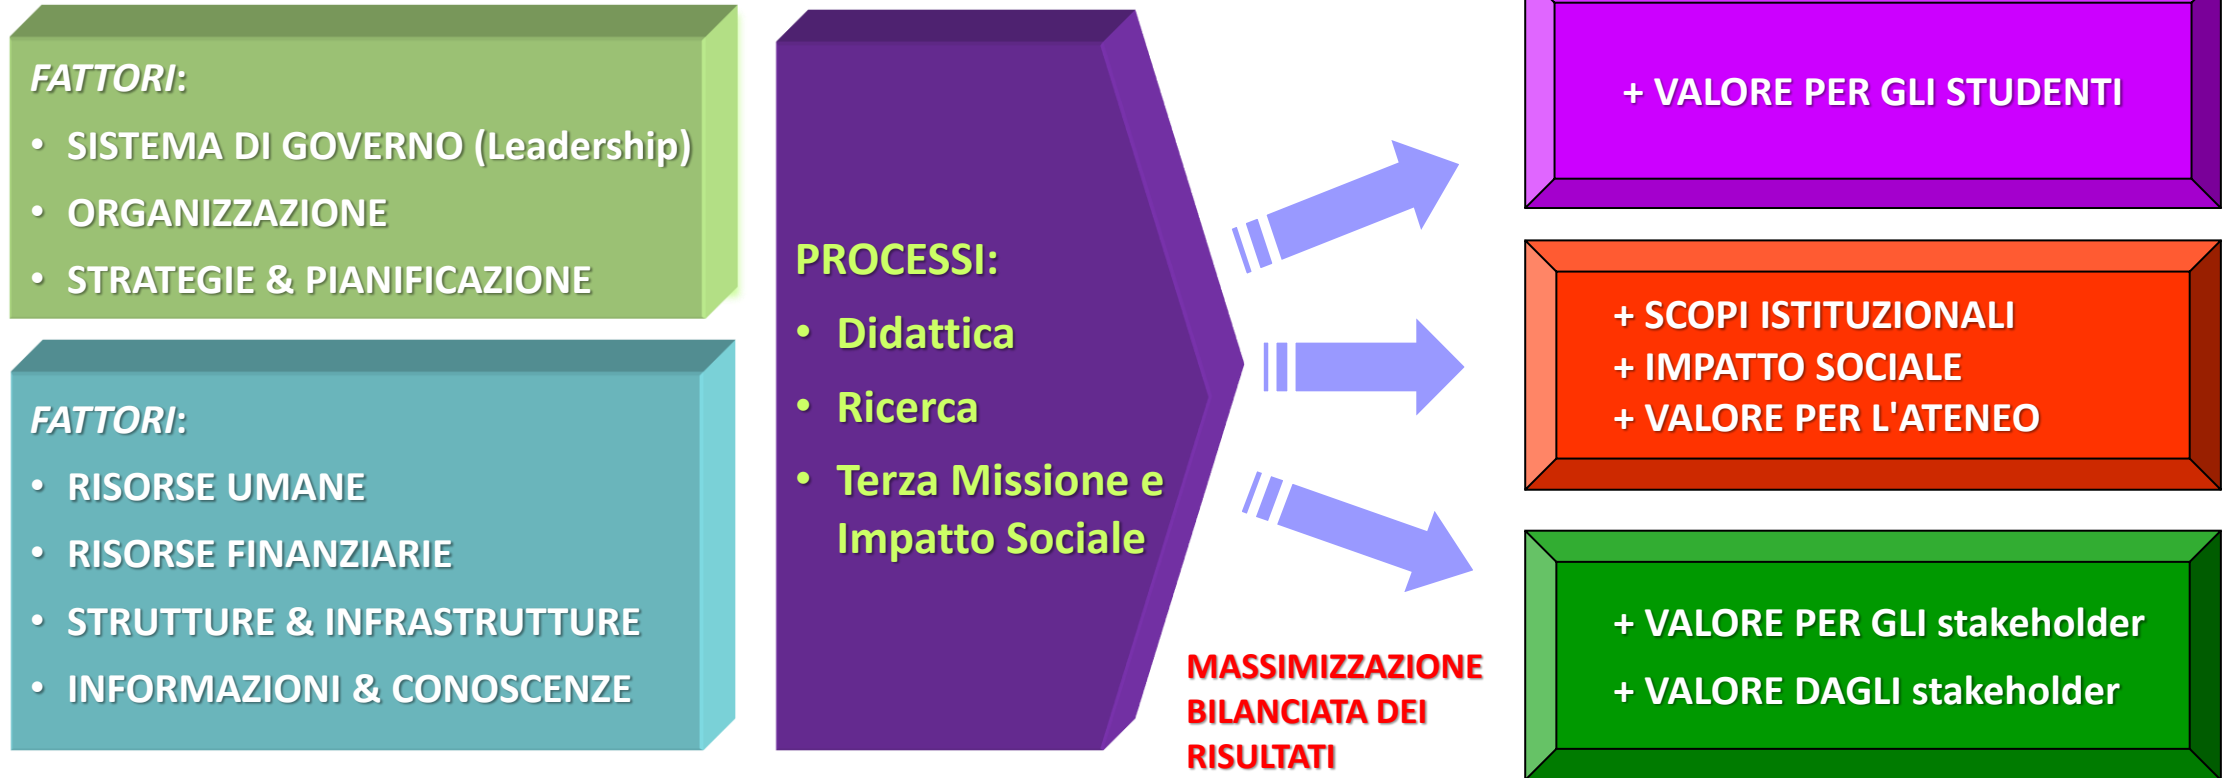 FATTORI:
• SISTEMA DI GOVERNO (Leadership)
• ORGANIZZAZIONE
• STRATEGIE & PIANIFICAZIONE
FATTORI:
• RISORSE UMANE
• RISORSE FINANZIARIE
• STRUTTURE & INFRASTRUTTURE
• INFORMAZIONI & CONOSCENZE
PROCESSI:
• Didattica
• Ricerca
• Terza Missione e
Impatto Sociale
MASSIMIZZAZIONE
BILANCIATA DEI
RISULTATI
+ VALORE PER GLI STUDENTI
+ SCOPI ISTITUZIONALI
+ IMPATTO SOCIALE
+ VALORE PER L'ATENEO
+ VALORE PER GLI stakeholder
+ VALORE DAGLI stakeholder